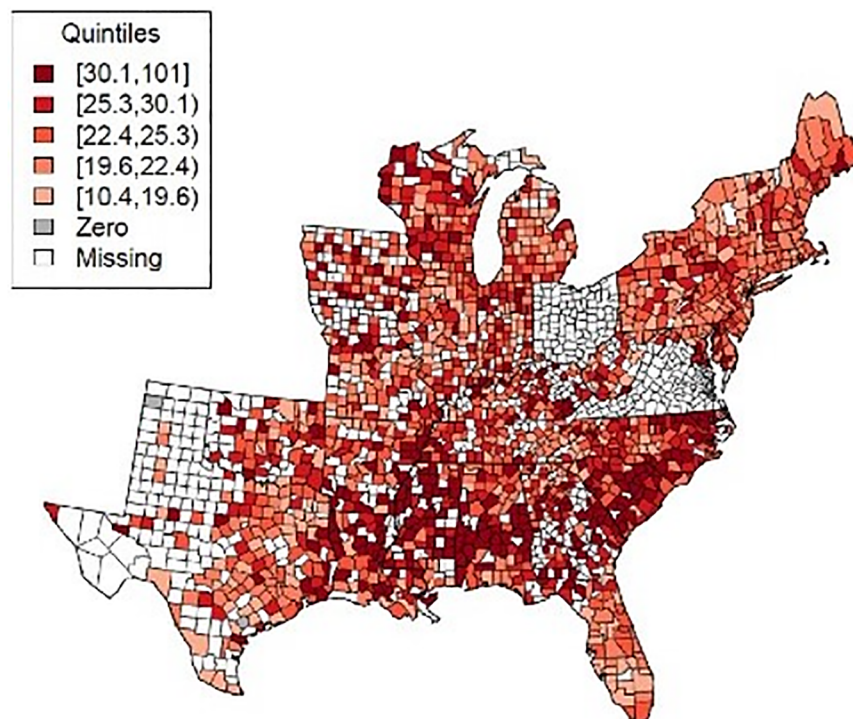 Quintiles
[30.1,101]
[25.3,30.1)
[22.4,25.3)
[19.6,22.4)
[10.4,19.6)
Zero
Missing